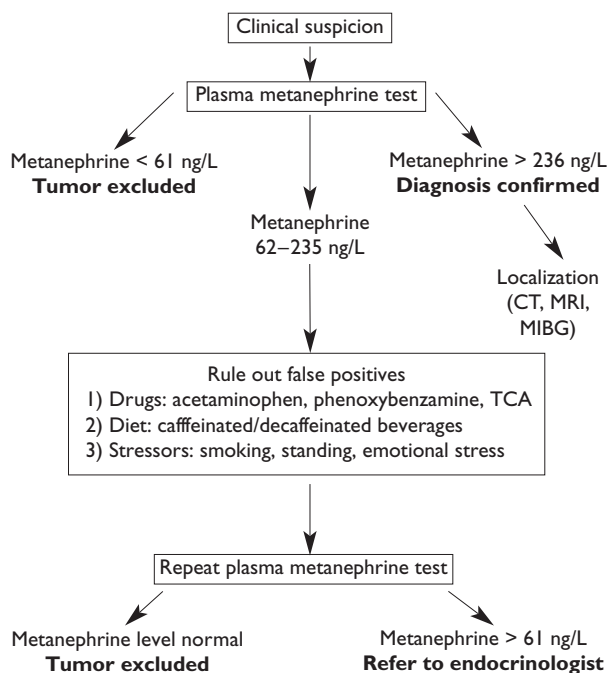 Clinical suspicion
Plasma metanephrine test
Metanephrine < 61 ng/L
Tumor excluded
Metanephrine > 236 ng/L
Diagnosis confirmed
Metanephrine
62–235 ng/L
Localization
(CT, MRI,
MIBG)
Rule out false positives
1) Drugs: acetaminophen, phenoxybenzamine, TCA
2) Diet: cafffeinated/decaffeinated beverages
3) Stressors: smoking, standing, emotional stress
Repeat plasma metanephrine test
Metanephrine level normal
Tumor excluded
Metanephrine > 61 ng/L
Refer to endocrinologist